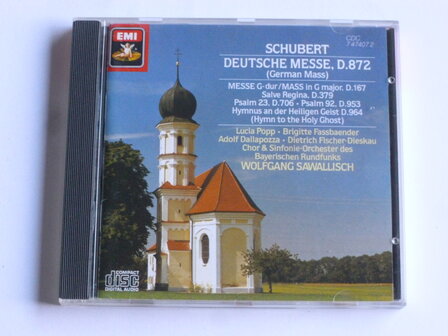 EMI
CDC
7 47407 2
SCHUBERT
DEUTSCHE MESSE, D.872
(German Mass)
MESSE G-dur/MASS in G major. D.167
Salve Regina. D.379
Psalm 23. D.706 · Psalm 92. D.953
Hymnus an der Heiligen Geist D.964
(Hymn to the Holy Ghost)
Lucia Popp · Brigitte Fassbaender
Adolf Dallapozza · Dietrich Fischer-Dieskau
Chor & Sinfonie-Orchester des
Bayerischen Rundfunks
WOLFGANG SAWALLISCH
COMPACT
disc
DIGITAL AUDIO